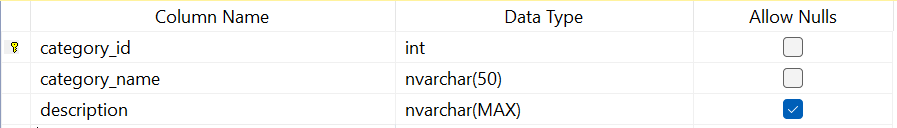 Column Name Data Type Allow Nulls
category_id int
category_name nvarchar(50)
description nvarchar(MAX)